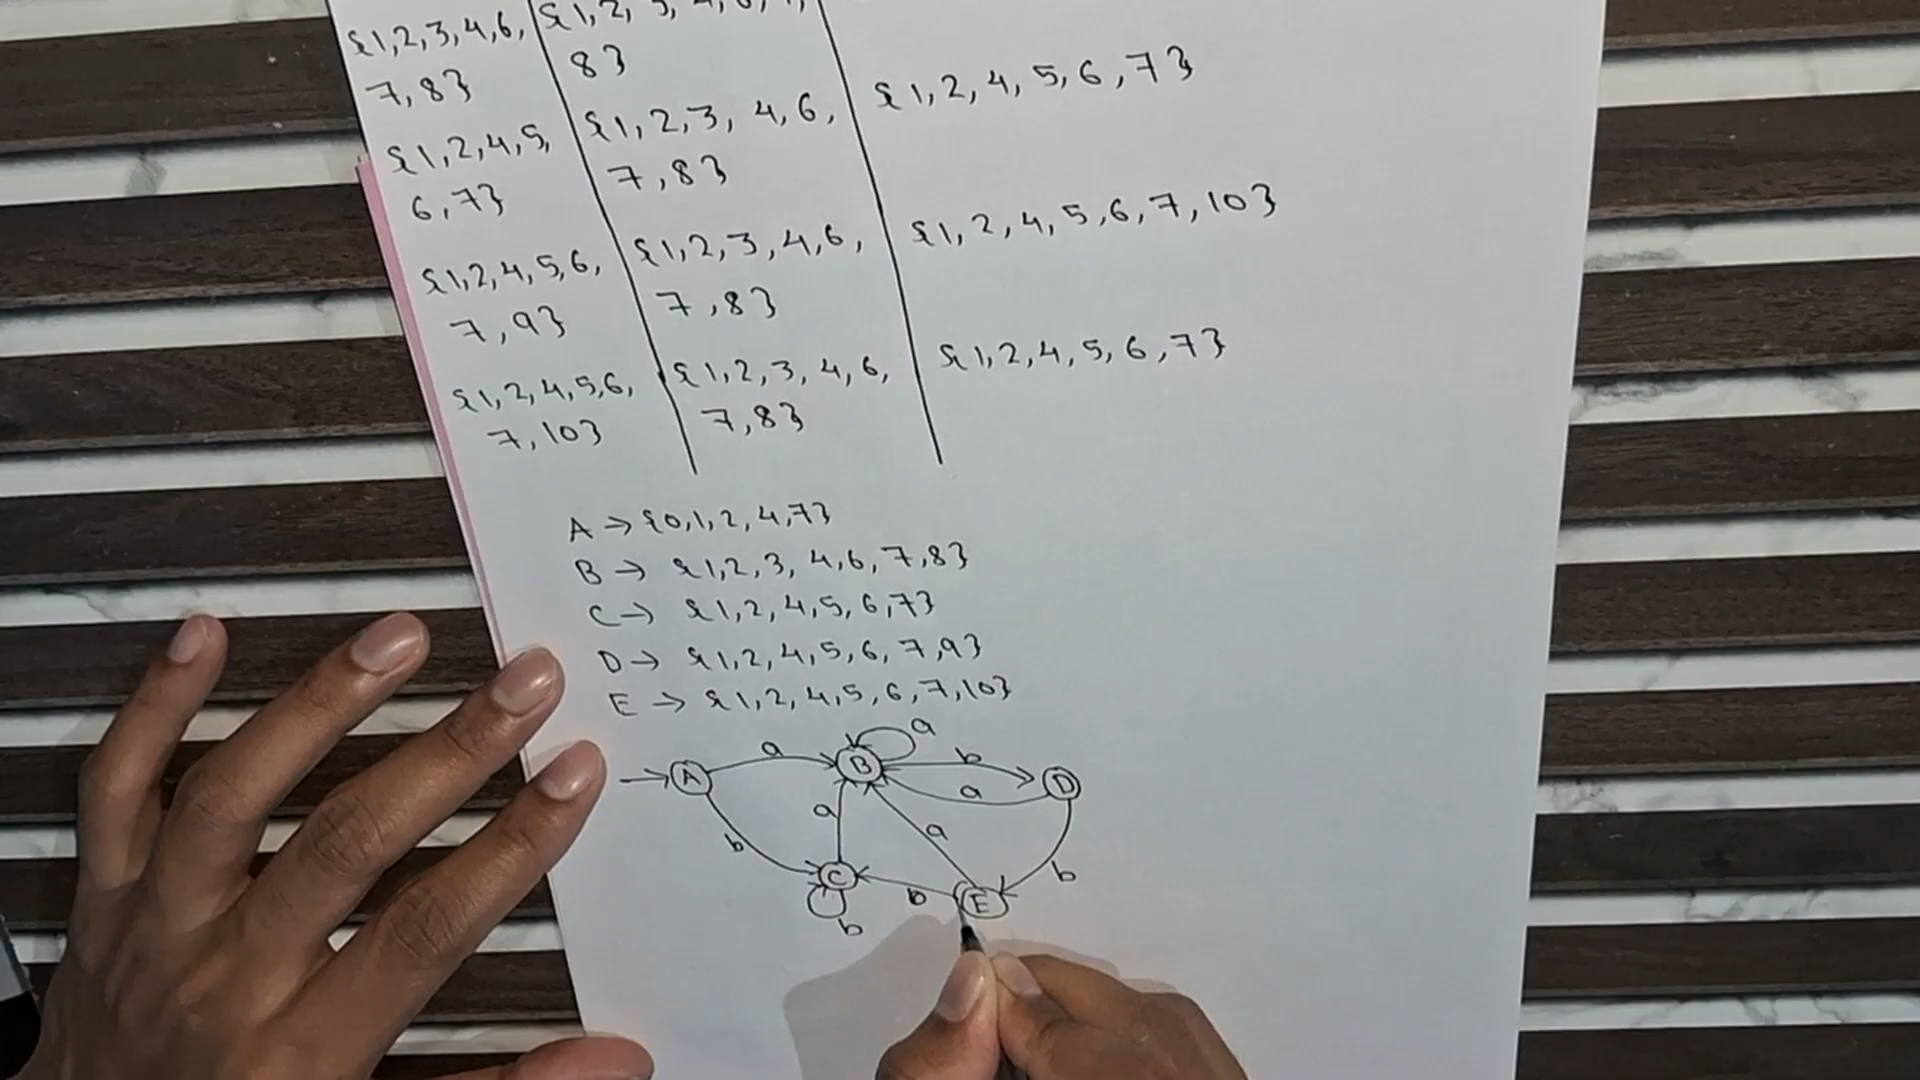 {1,2,3,4,6, {1,2,
7,8} 8}
{1,2,4,5, {1,2,3, 4,6, {1,2,4,5,6,7}
6,7} 7,8}
{1,2,4,5,6, {1,2,3,4,6, {1,2,4,5,6,7,10}
7,9} 7,8}
{1,2,4,5,6, {1,2,3,4,6, {1,2,4,5,6,7}
7,10} 7,8}
A → {0,1,2,4,7}
B → {1,2,3,4,6,7,8}
C → {1,2,4,5,6,7}
D → {1,2,4,5,6,7,9}
E → {1,2,4,5,6,7,10}
a
a B b
A D
a
a a
b b
C b E
b